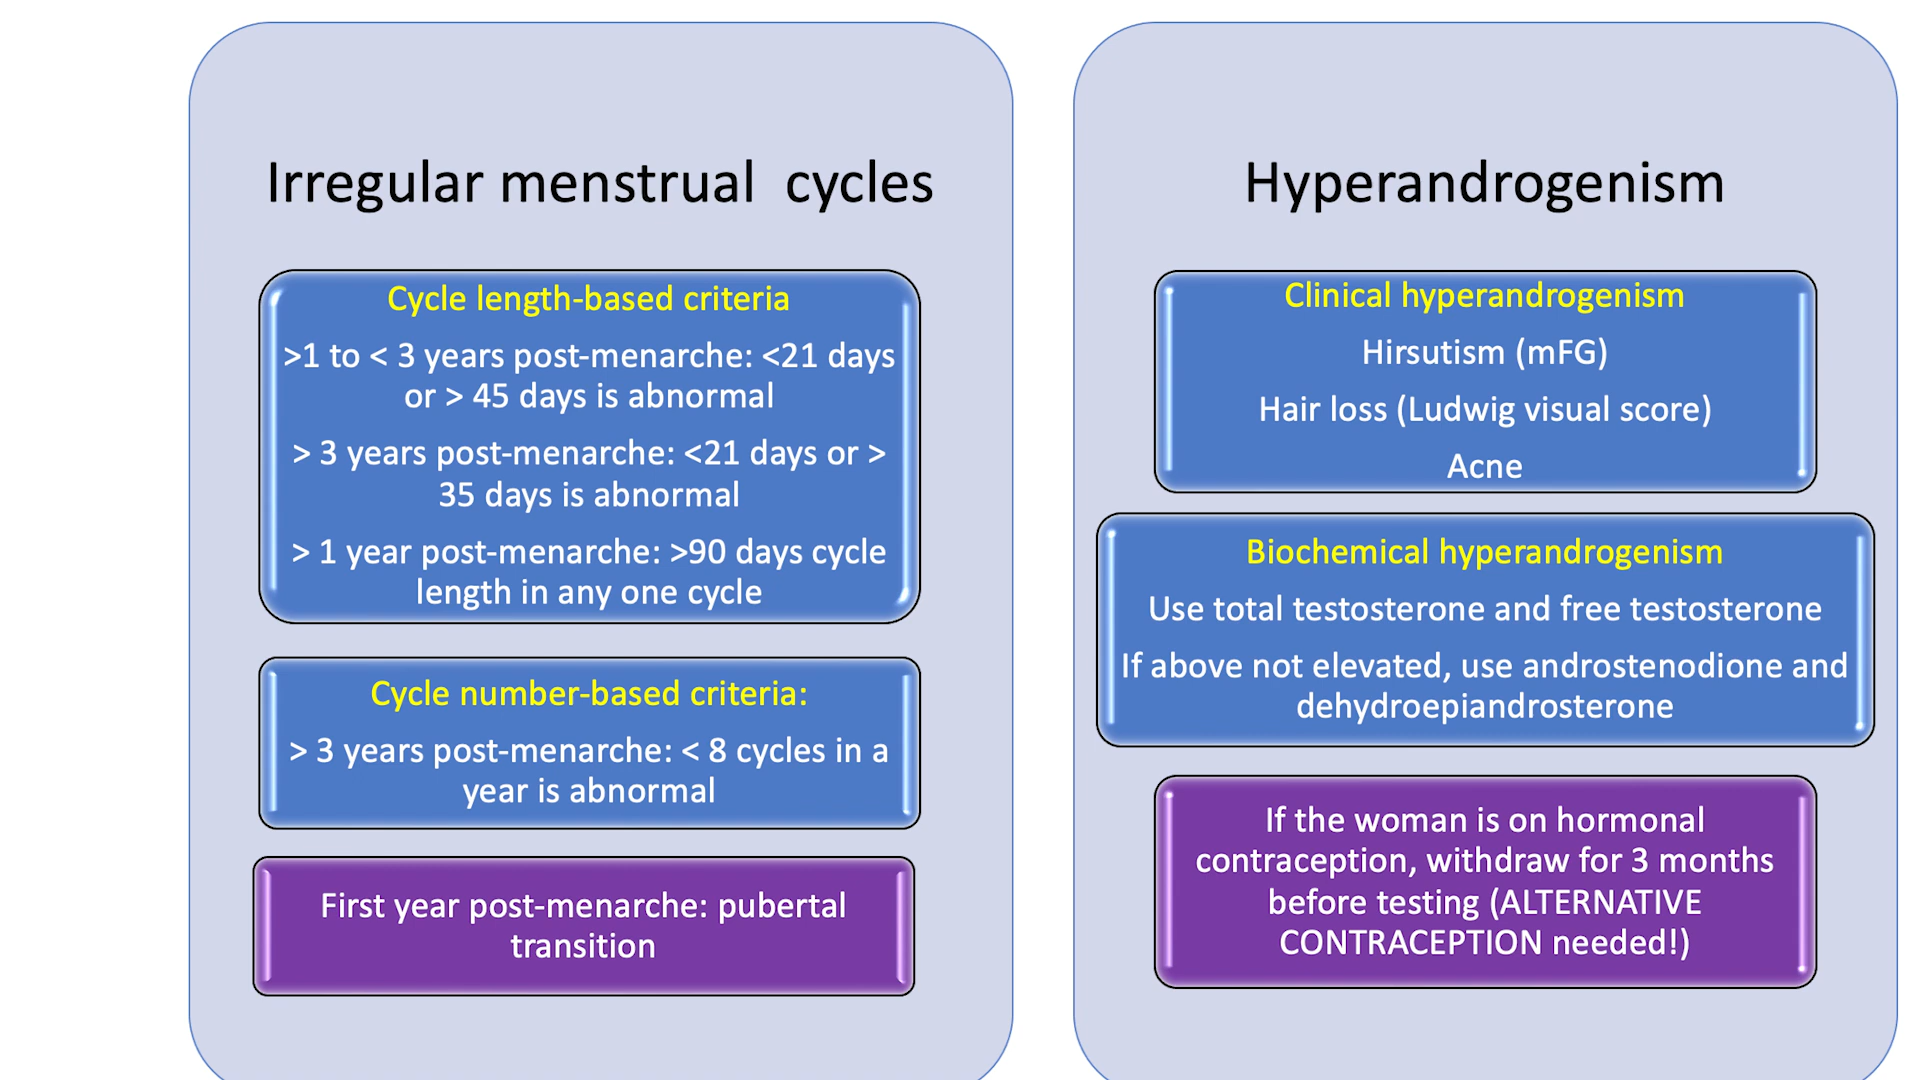 Irregular menstrual  cycles
Cycle length-based criteria
>1 to < 3 years post-menarche: <21 days
or > 45 days is abnormal
> 3 years post-menarche: <21 days or >
35 days is abnormal
> 1 year post-menarche: >90 days cycle
length in any one cycle
Cycle number-based criteria:
> 3 years post-menarche: < 8 cycles in a
year is abnormal
First year post-menarche: pubertal
transition
Hyperandrogenism
Clinical hyperandrogenism
Hirsutism (mFG)
Hair loss (Ludwig visual score)
Acne
Biochemical hyperandrogenism
Use total testosterone and free testosterone
If above not elevated, use androstenodione and
dehydroepiandrosterone
If the woman is on hormonal
contraception, withdraw for 3 months
before testing (ALTERNATIVE
CONTRACEPTION needed!)